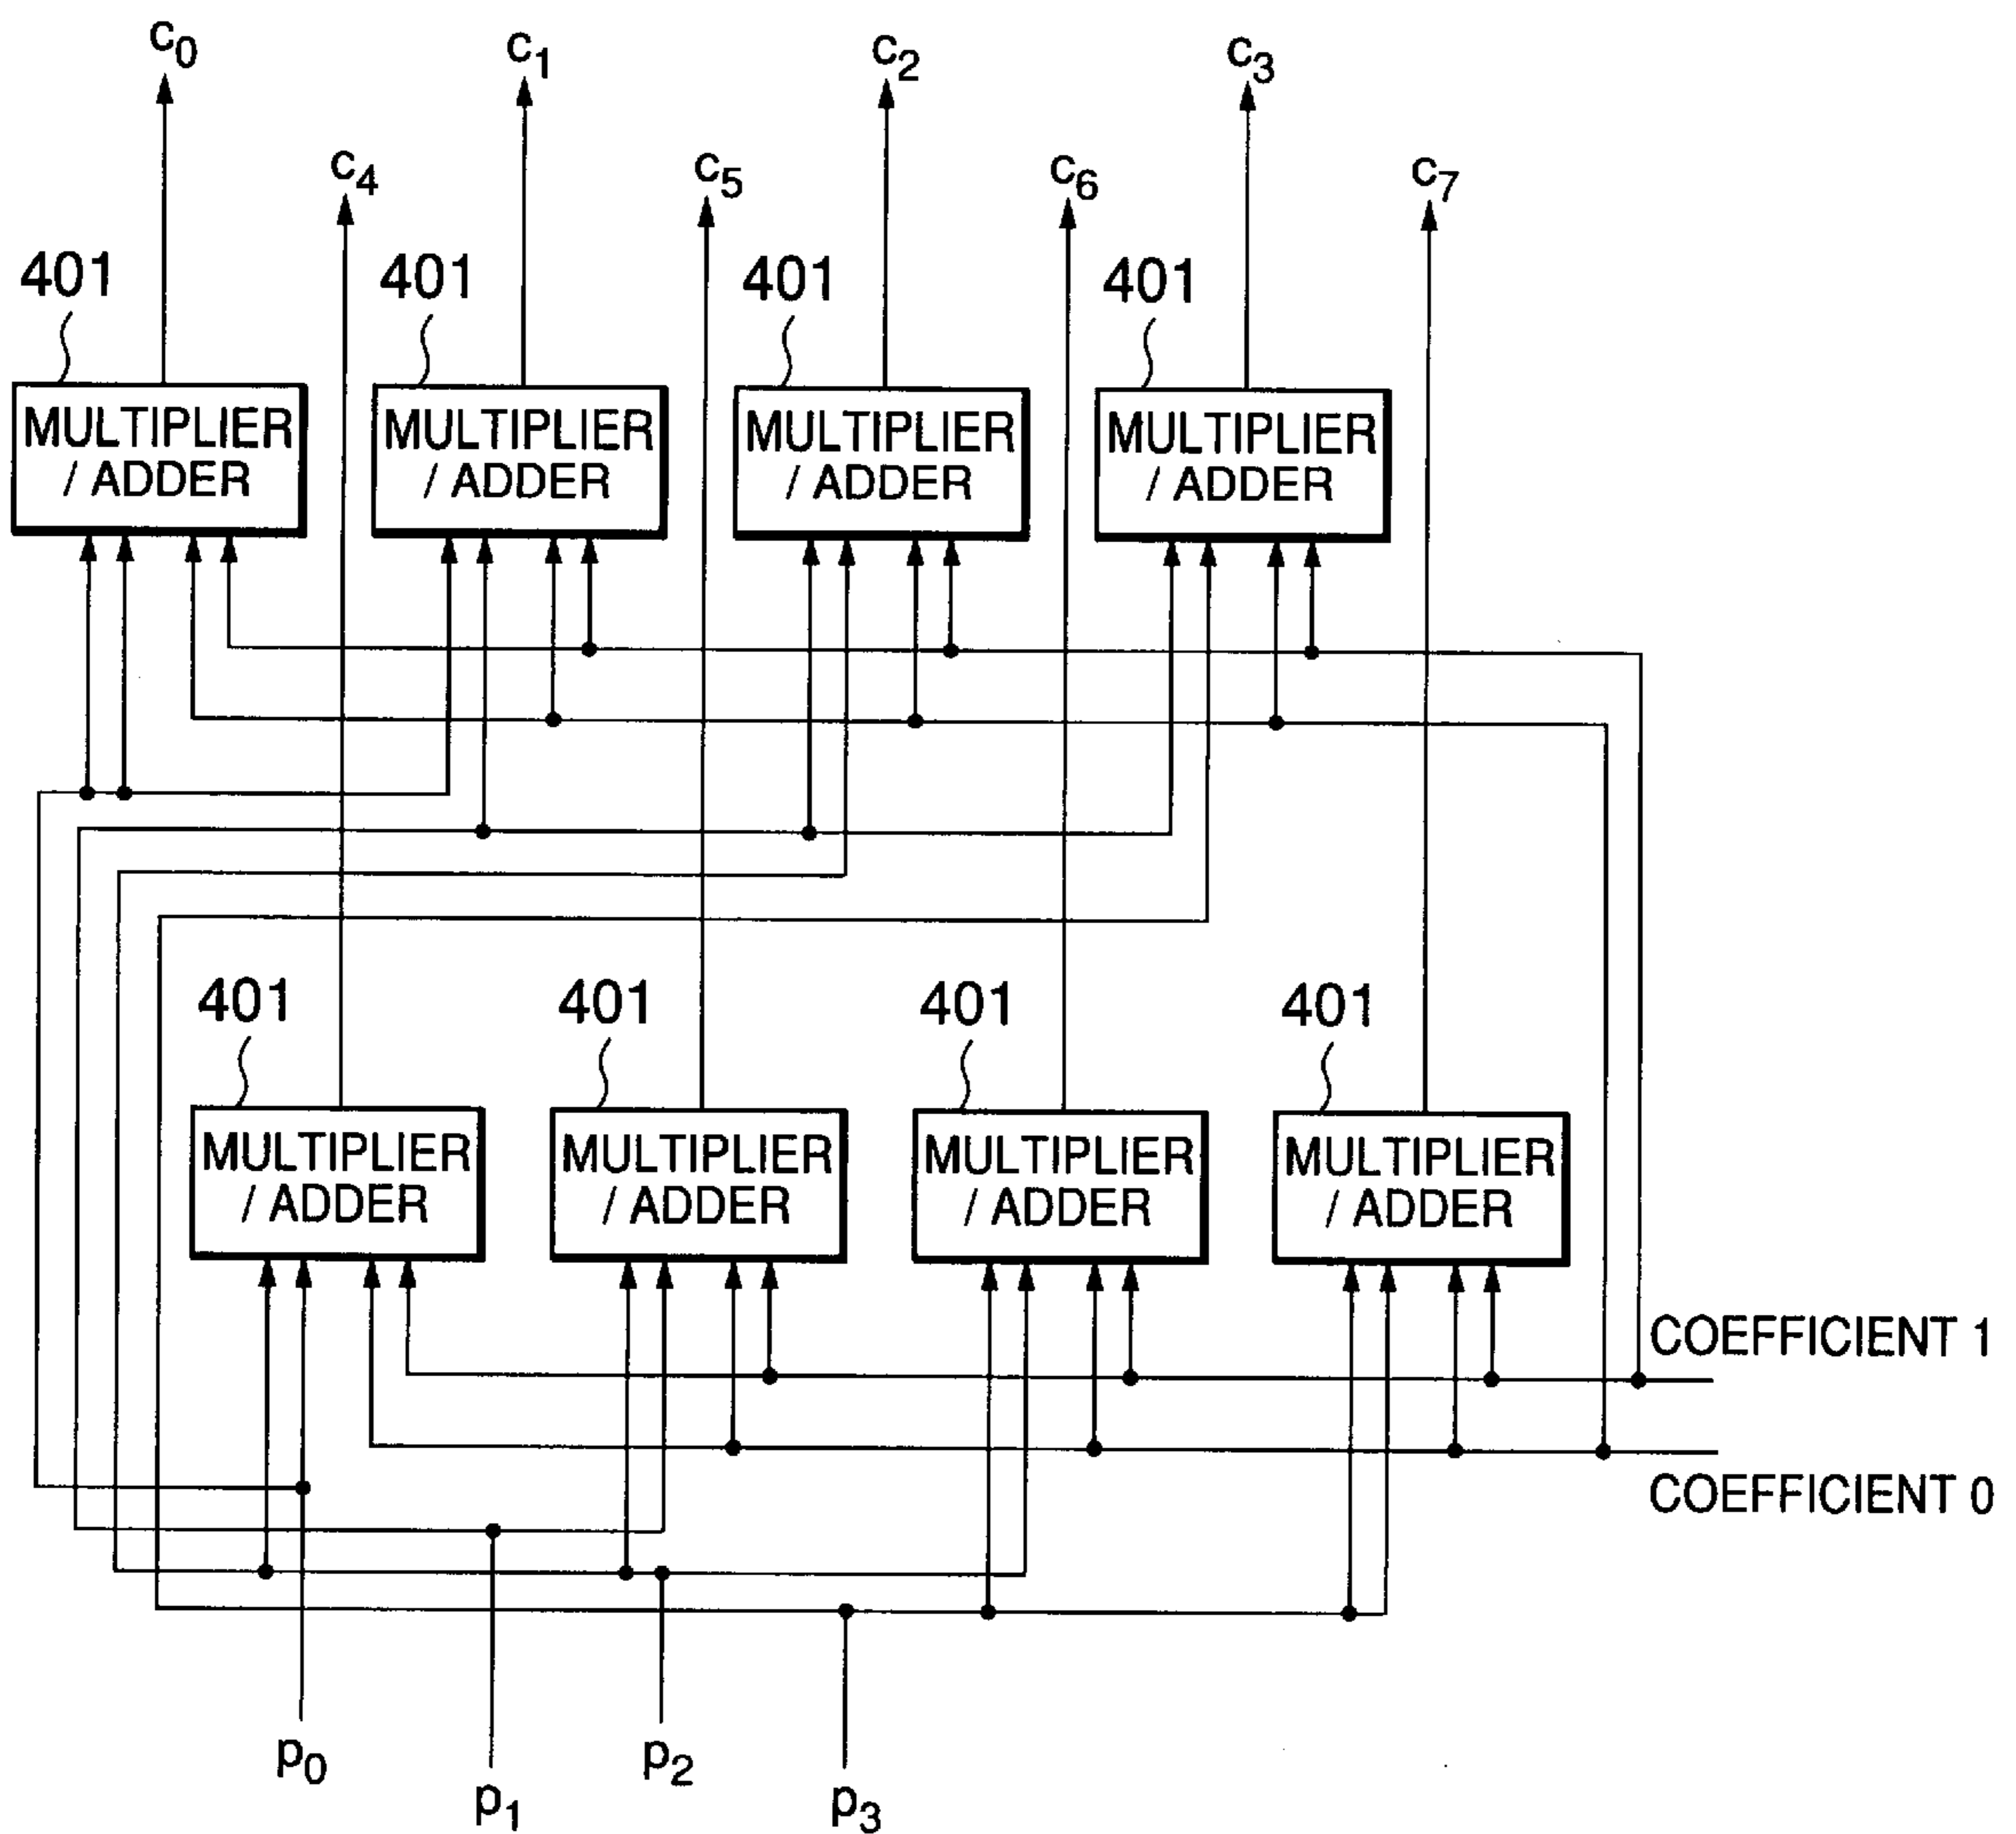 c0 c1 c2 c3
c4 c5 c6 c7
401 401 401 401
MULTIPLIER MULTIPLIER MULTIPLIER MULTIPLIER
/ ADDER / ADDER / ADDER / ADDER
401 401 401 401
MULTIPLIER MULTIPLIER MULTIPLIER MULTIPLIER
/ ADDER / ADDER / ADDER / ADDER
COEFFICIENT 1
COEFFICIENT 0
p0 p1 p2 p3